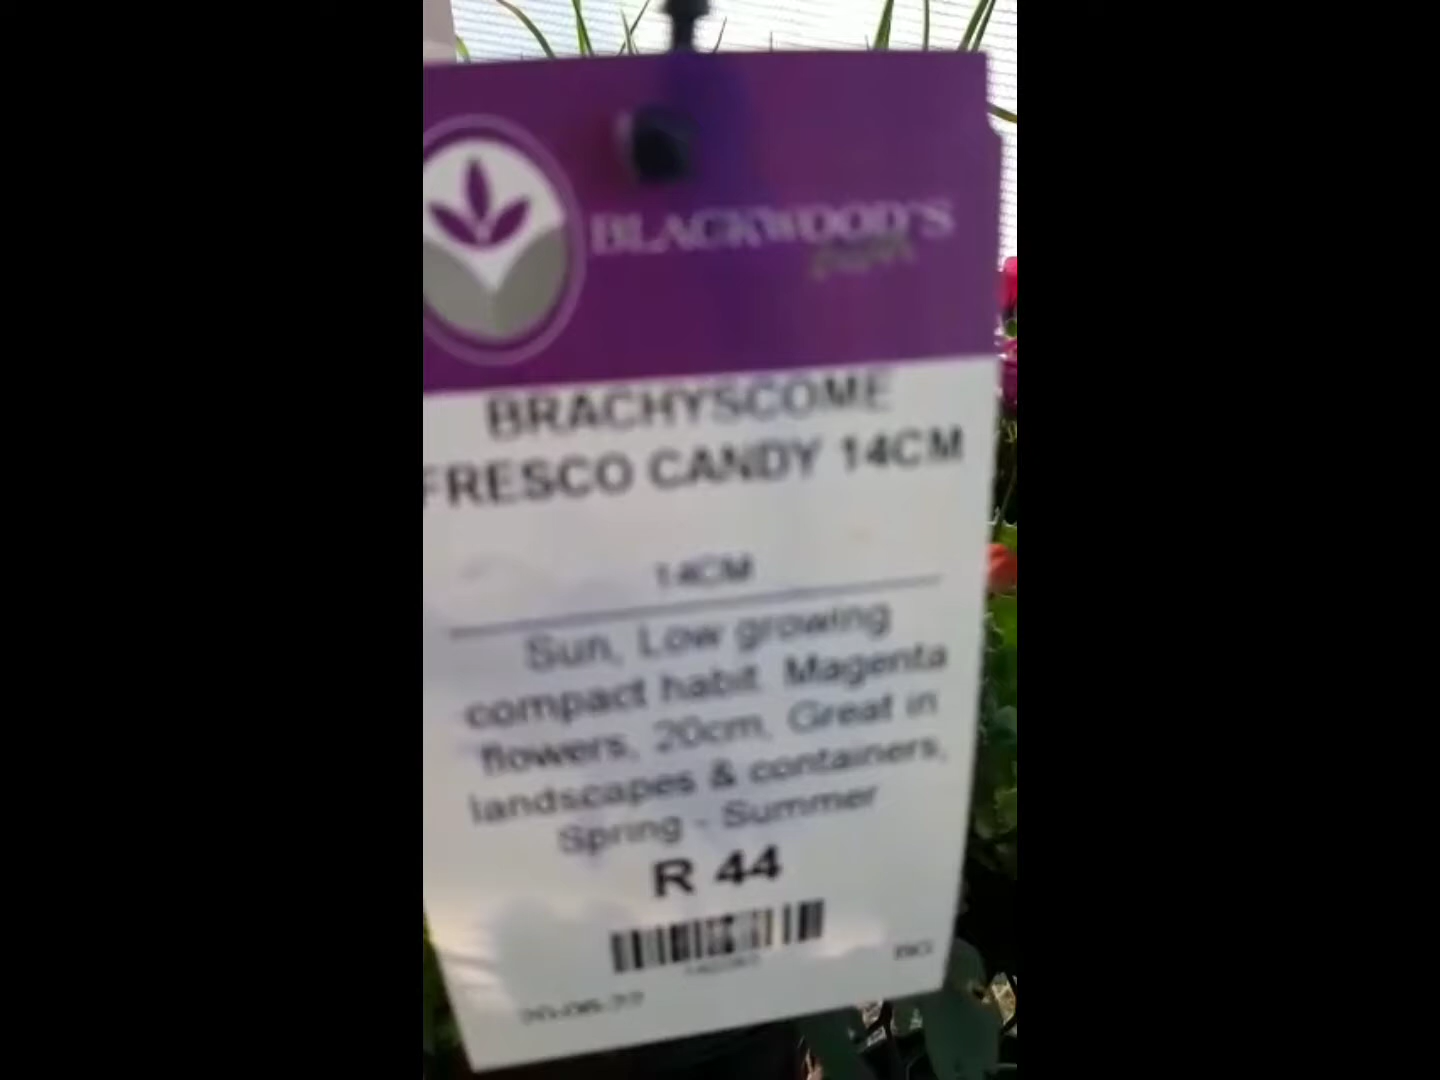 BLACKWOOD'S
BRACHYSCOME
FRESCO CANDY 14CM
14CM
Sun, Low growing
compact habit. Magenta
flowers, 20cm, Great in
landscapes & containers,
Spring - Summer
R 44
BG